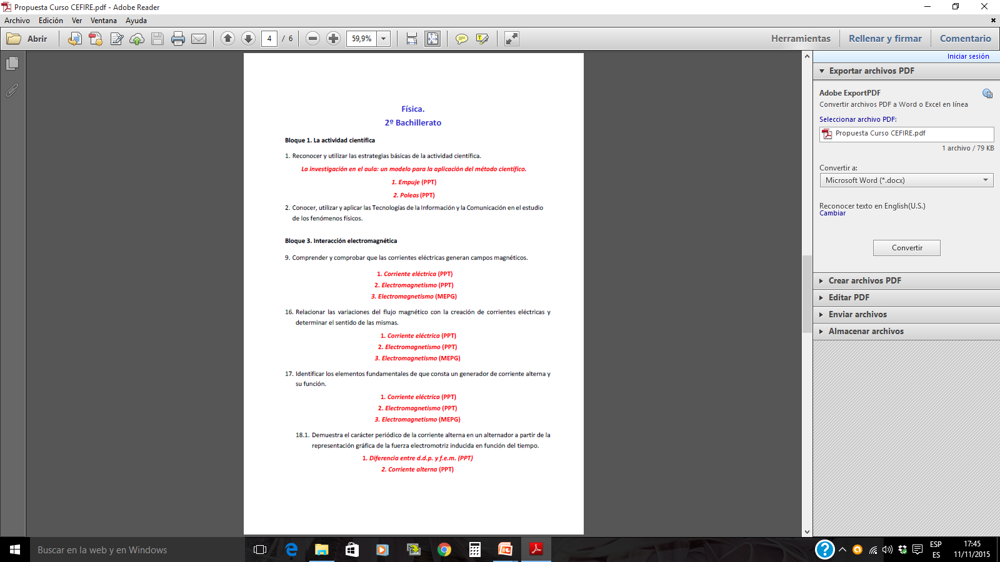 Propuesta Curso CEFIRE.pdf - Adobe Reader
Archivo Edición Ver Ventana Ayuda
Abrir 4 / 6 59,9% Herramientas Rellenar y firmar Comentario
Iniciar sesión
Exportar archivos PDF
Adobe ExportPDF
Convertir archivos PDF a Word o Excel en línea
Seleccionar archivo PDF:
Propuesta Curso CEFIRE.pdf
1 archivo / 79 KB
Convertir a:
Microsoft Word (*.docx)
Reconocer texto en English(U.S.)
Cambiar
Convertir
Crear archivos PDF
Editar PDF
Enviar archivos
Almacenar archivos
Física.
2º Bachillerato
Bloque 1. La actividad científica
1. Reconocer y utilizar las estrategias básicas de la actividad científica.
La investigación en el aula: un modelo para la aplicación del método científico.
1. Empuje (PPT)
2. Poleas (PPT)
2. Conocer, utilizar y aplicar las Tecnologías de la Información y la Comunicación en el estudio
de los fenómenos físicos.
Bloque 3. Interacción electromagnética
9. Comprender y comprobar que las corrientes eléctricas generan campos magnéticos.
1. Corriente eléctrica (PPT)
2. Electromagnetismo (PPT)
3. Electromagnetismo (MEPG)
16. Relacionar las variaciones del flujo magnético con la creación de corrientes eléctricas y
determinar el sentido de las mismas.
1. Corriente eléctrica (PPT)
2. Electromagnetismo (PPT)
3. Electromagnetismo (MEPG)
17. Identificar los elementos fundamentales de que consta un generador de corriente alterna y
su función.
1. Corriente eléctrica (PPT)
2. Electromagnetismo (PPT)
3. Electromagnetismo (MEPG)
18.1. Demuestra el carácter periódico de la corriente alterna en un alternador a partir de la
representación gráfica de la fuerza electromotriz inducida en función del tiempo.
1. Diferencia entre d.d.p. y f.e.m. (PPT)
2. Corriente alterna (PPT)
Buscar en la web y en Windows
ESP
ES
17:45
11/11/2015